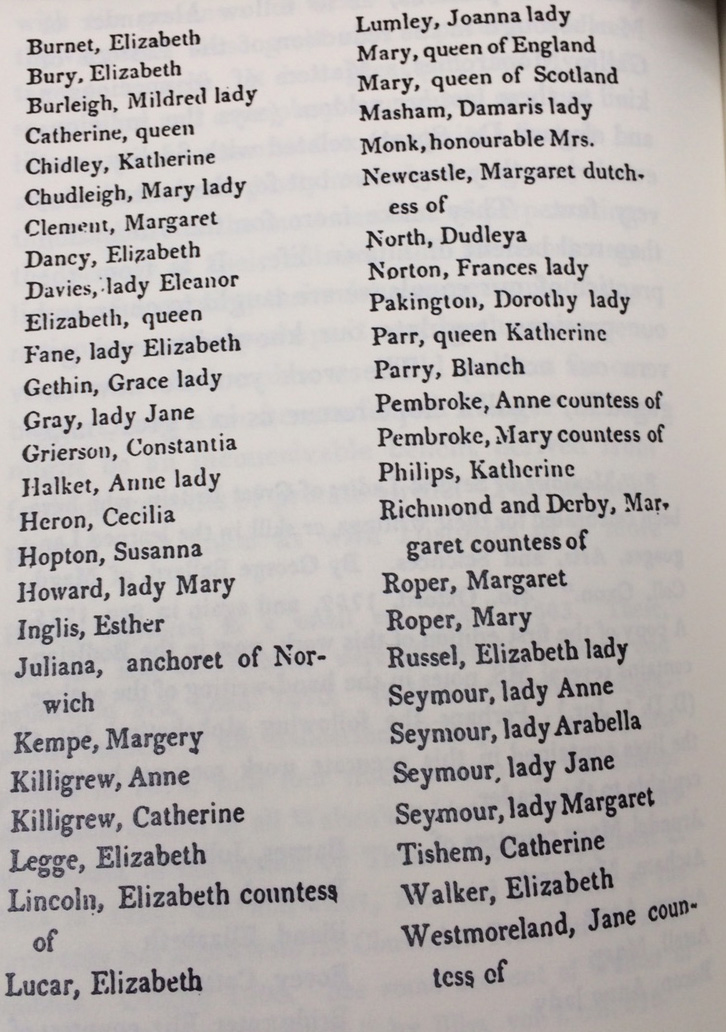 Burnet, Elizabeth
Bury, Elizabeth
Burleigh, Mildred lady
Catherine, queen
Chidley, Katherine
Chudleigh, Mary lady
Clement, Margaret
Dancy, Elizabeth
Davies, lady Eleanor
Elizabeth, queen
Fane, lady Elizabeth
Gethin, Grace lady
Gray, lady Jane
Grierson, Constantia
Halket, Anne lady
Heron, Cecilia
Hopton, Susanna
Howard, lady Mary
Inglis, Esther
Juliana, anchoret of Nor-
wich
Kempe, Margery
Killigrew, Anne
Killigrew, Catherine
Legge, Elizabeth
Lincoln, Elizabeth countess
of
Lucar, Elizabeth
Lumley, Joanna lady
Mary, queen of England
Mary, queen of Scotland
Masham, Damaris lady
Monk, honourable Mrs.
Newcastle, Margaret dutch-
ess of
North, Dudleya
Norton, Frances lady
Pakington, Dorothy lady
Parr, queen Katherine
Parry, Blanch
Pembroke, Anne countess of
Pembroke, Mary countess of
Philips, Katherine
Richmond and Derby, Mar-
garet countess of
Roper, Margaret
Roper, Mary
Russel, Elizabeth lady
Seymour, lady Anne
Seymour, lady Arabella
Seymour, lady Jane
Seymour, lady Margaret
Tishem, Catherine
Walker, Elizabeth
Westmoreland, Jane coun-
tess of